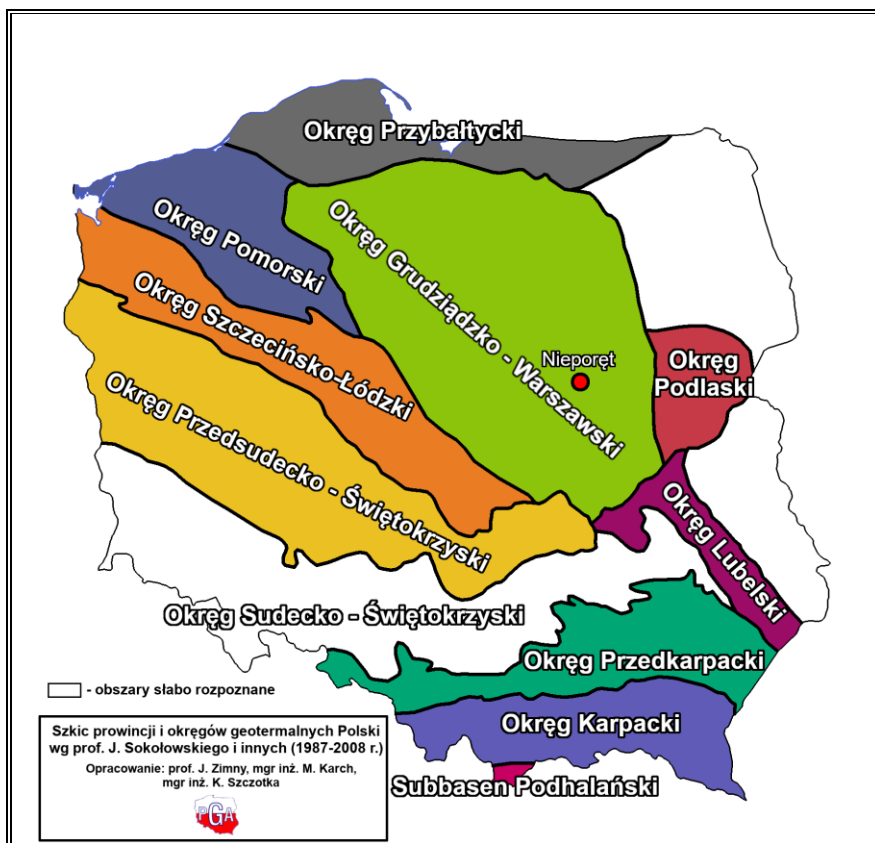 Okręg Przybałtycki
Okręg Pomorski
Okręg Grudziądzko - Warszawski
Okręg Szczecińsko-Łódzki
Nieporęt
Okręg
Podlaski
Okręg Przedsudecko - Świętokrzyski
Okręg Lubelski
Okręg Sudecko - Świętokrzyski
Okręg Przedkarpacki
- obszary słabo rozpoznane
Okręg Karpacki
Subbasen Podhalański
Szkic prowincji i okręgów geotermalnych Polski
wg prof. J. Sokołowskiego i innych (1987-2008 r.)
Opracowanie: prof. J. Zimny, mgr inż. M. Karch,
mgr inż. K. Szczotka
PGA